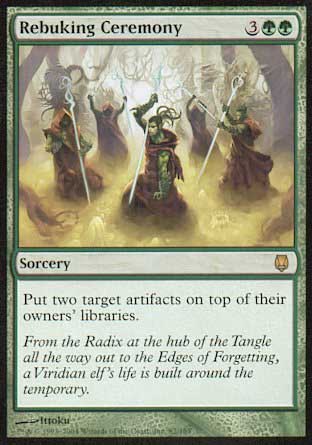 Rebuking Ceremony 3
Sorcery
Put two target artifacts on top of their
owners' libraries.
From the Radix at the hub of the Tangle
all the way out to the Edges of Forgetting,
a Viridian elf's life is built around the
temporary.
Ittoku